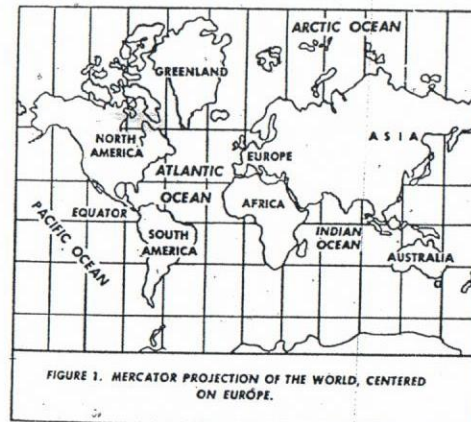 ARCTIC OCEAN
GREENLAND
ASIA
NORTH
AMERICA
EUROPE
ATLANTIC
OCEAN
AFRICA
EQUATOR
PACIFIC OCEAN
INDIAN
OCEAN
SOUTH
AMERICA
AUSTRALIA
FIGURE 1. MERCATOR PROJECTION OF THE WORLD, CENTERED
ON EUROPE.